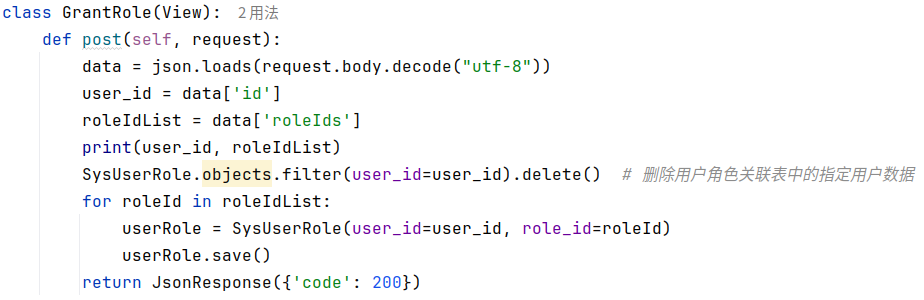 class GrantRole(View):  2 用法
    def post(self, request):
        data = json.loads(request.body.decode("utf-8"))
        user_id = data['id']
        roleIdList = data['roleIds']
        print(user_id, roleIdList)
        SysUserRole.objects.filter(user_id=user_id).delete()  # 删除用户角色关联表中的指定用户数据
        for roleId in roleIdList:
            userRole = SysUserRole(user_id=user_id, role_id=roleId)
            userRole.save()
        return JsonResponse({'code': 200})